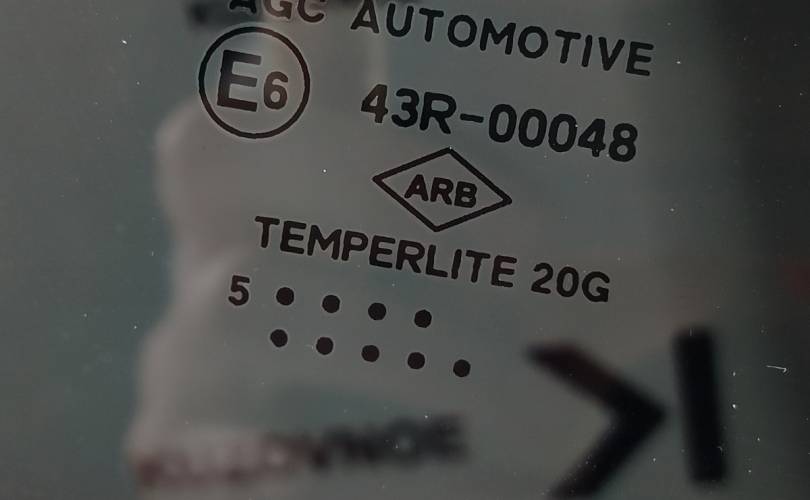 AGC AUTOMOTIVE
E6 43R-00048
ARB
TEMPERLITE 20G
5 • • • •
• • • • •